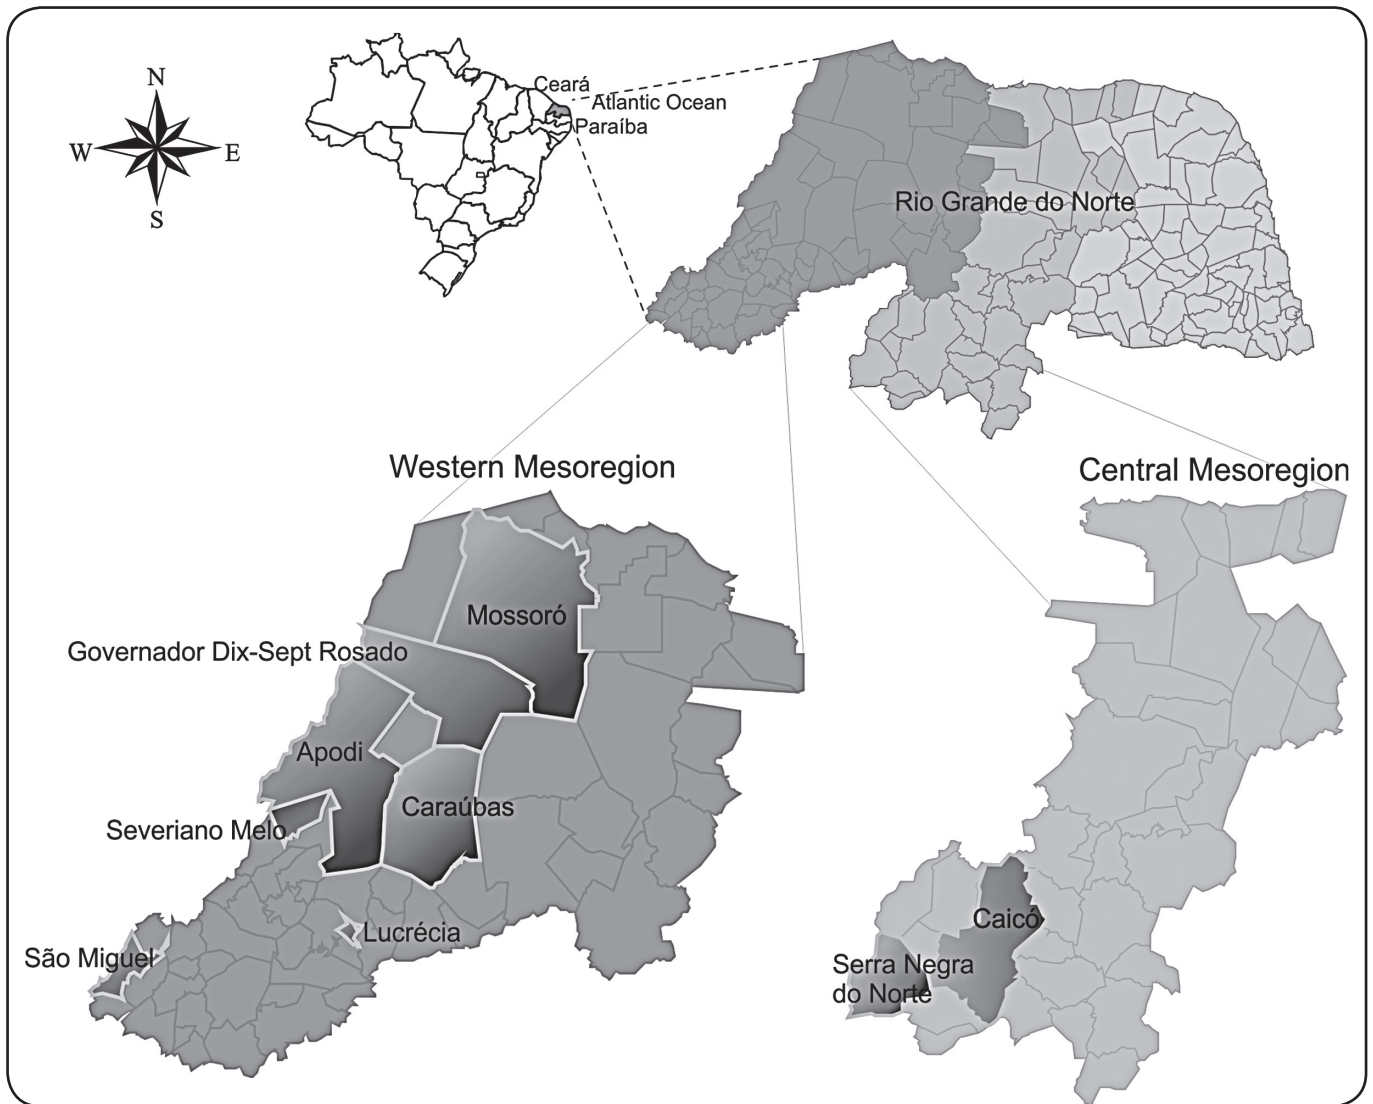 N
W
E
S
Ceará
Atlantic Ocean
Paraíba
Rio Grande do Norte
Western Mesoregion
Central Mesoregion
Mossoró
Governador Dix-Sept Rosado
Apodi
Caraúbas
Severiano Melo
Lucrécia
São Miguel
Caicó
Serra Negra
do Norte